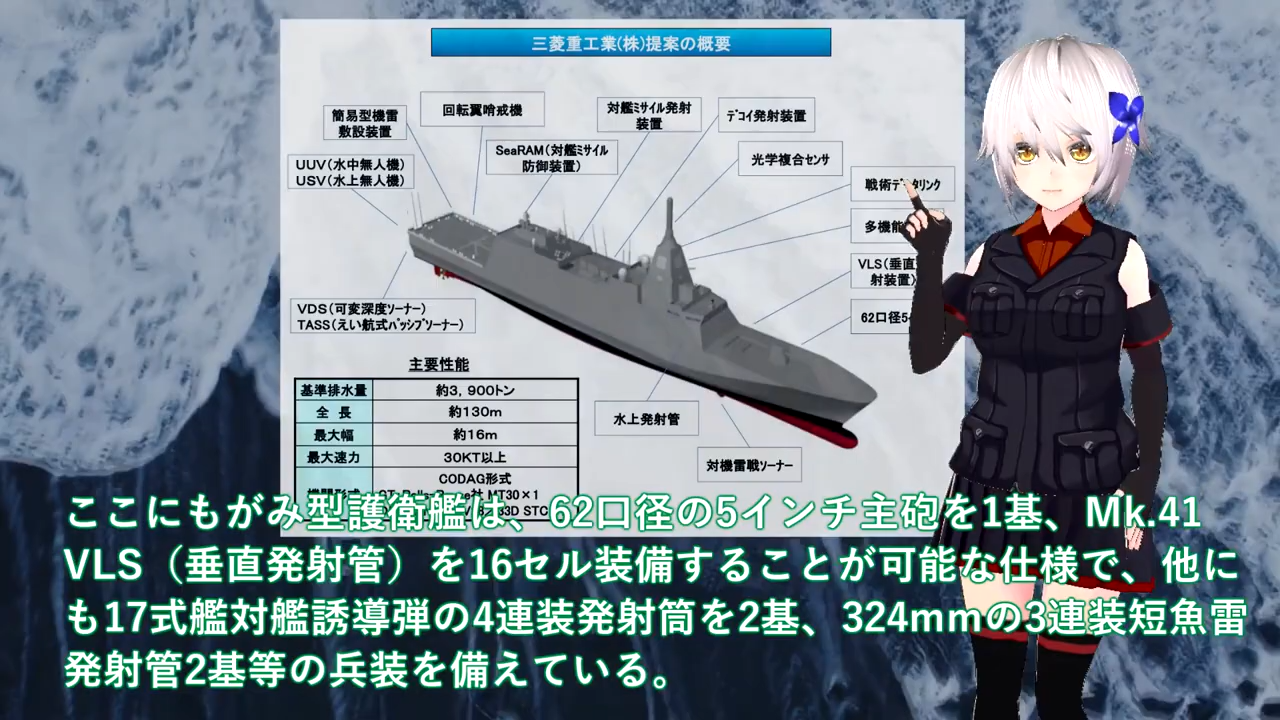 三菱重工業(株)提案の概要
簡易型機雷
敷設装置
回転翼哨戒機
対艦ミサイル発射
装置
デコイ発射装置
SeaRAM(対艦ミサイル
防御装置)
光学複合センサ
UUV(水中無人機)
USV(水上無人機)
戦術データリンク
多機能
VLS(垂直
射装置)
62口径5
VDS(可変深度ソーナー)
TASS(えい航式パッシブソーナー)
主要性能
基準排水量 約3,900トン
全 長 約130m
最大幅 約16m
最大速力 30KT以上
CODAG形式
MT30×1
STC
水上発射管
対機雷戦ソーナー
ここにもがみ型護衛艦は、62口径の5インチ主砲を1基、Mk.41
VLS（垂直発射管）を16セル装備することが可能な仕様で、他に
も17式艦対艦誘導弾の4連装発射筒を2基、324mmの3連装短魚雷
発射管2基等の兵装を備えている。